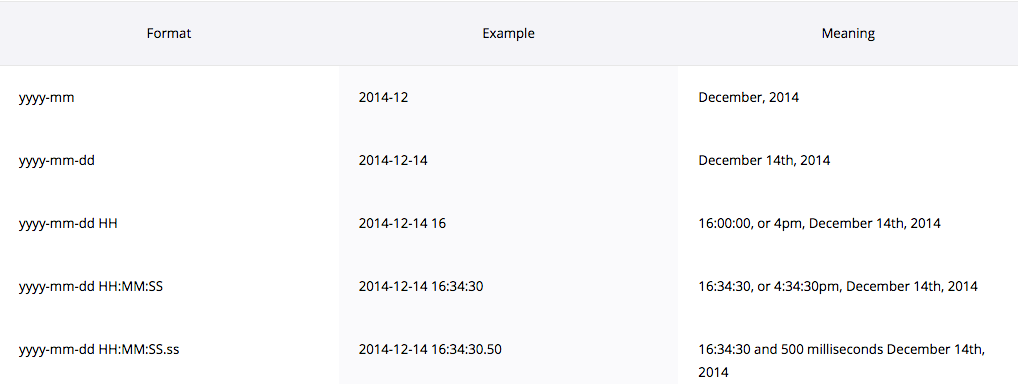 Format Example Meaning
yyyy-mm 2014-12 December, 2014
yyyy-mm-dd 2014-12-14 December 14th, 2014
yyyy-mm-dd HH 2014-12-14 16 16:00:00, or 4pm, December 14th, 2014
yyyy-mm-dd HH:MM:SS 2014-12-14 16:34:30 16:34:30, or 4:34:30pm, December 14th, 2014
yyyy-mm-dd HH:MM:SS.ss 2014-12-14 16:34:30.50 16:34:30 and 500 milliseconds December 14th,
2014